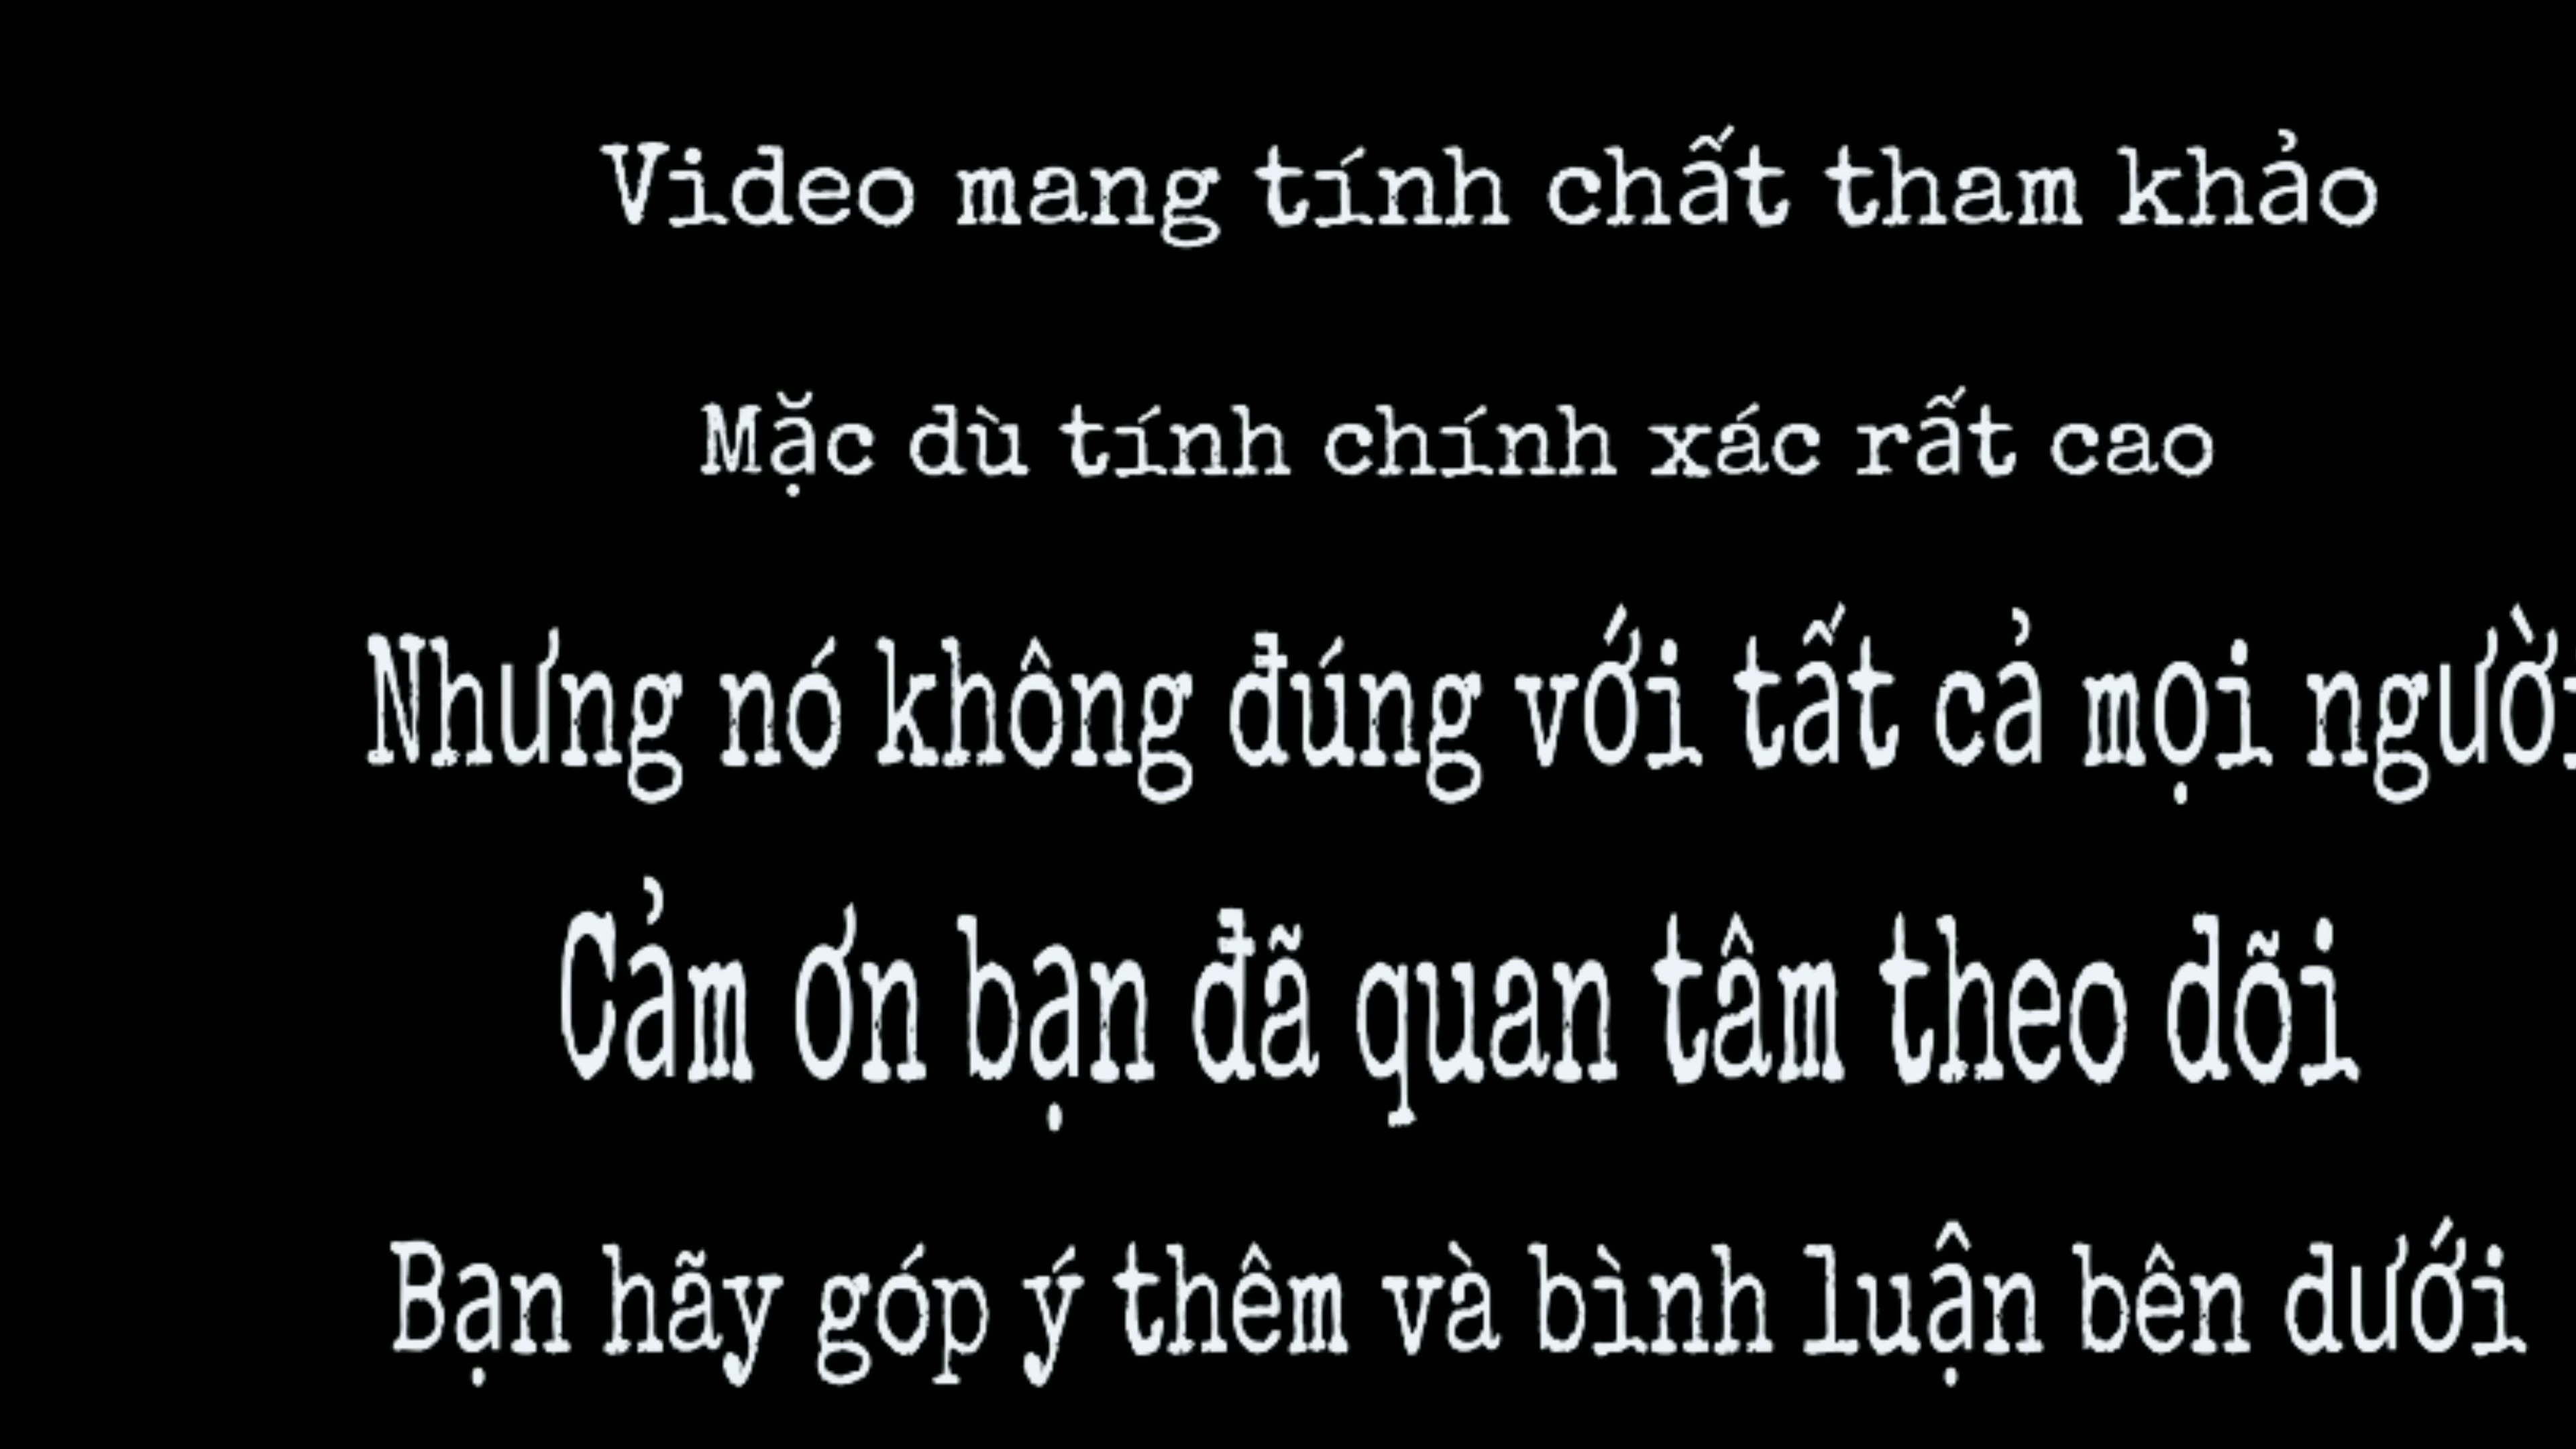 Video mang tính chất tham khảo
Mặc dù tính chính xác rất cao
Nhưng nó không đúng với tất cả mọi người
Cảm ơn bạn đã quan tâm theo dõi
Bạn hãy góp ý thêm và bình luận bên dưới